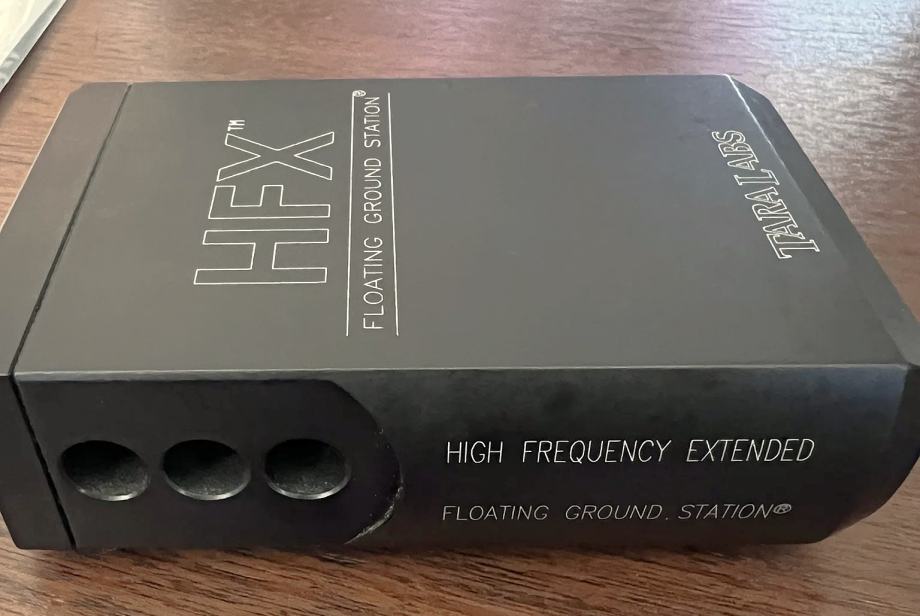 HFX™
FLOATING GROUND STATION®
TARA LABS
HIGH FREQUENCY EXTENDED
FLOATING GROUND STATION®